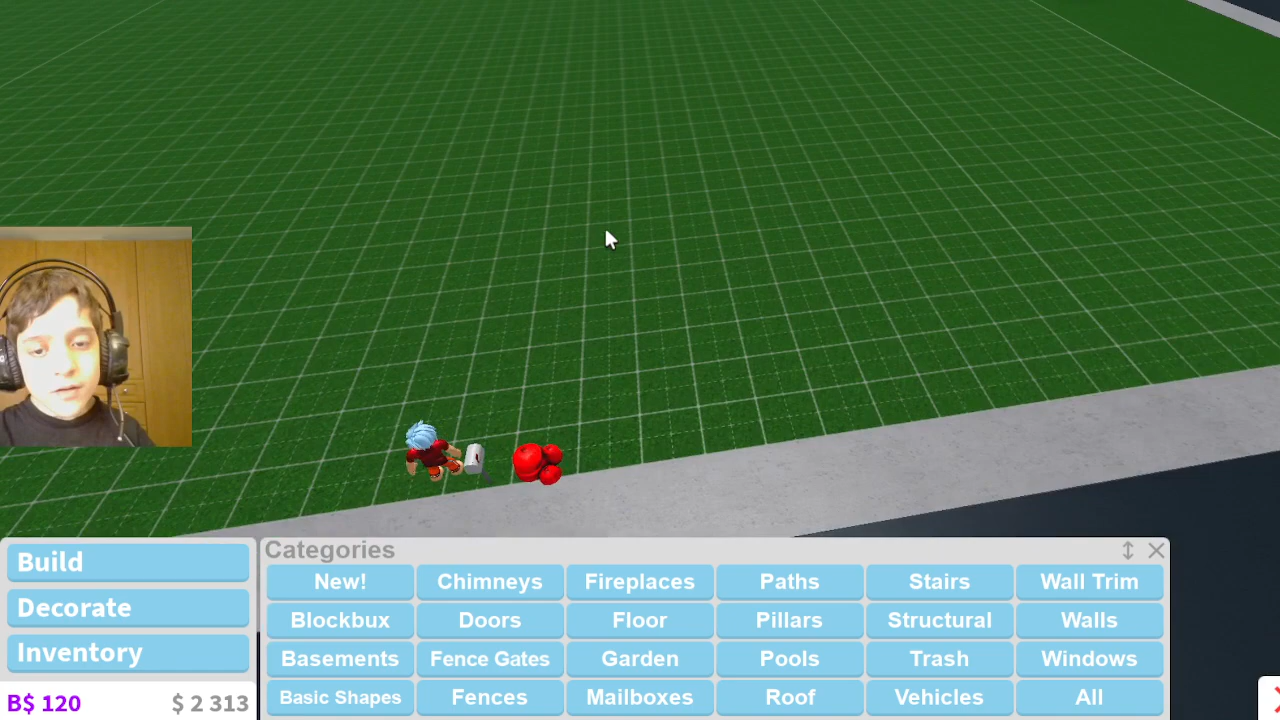 Build
Decorate
Inventory
B$ 120 $ 2 313
Categories
New! Chimneys Fireplaces Paths Stairs Wall Trim
Blockbux Doors Floor Pillars Structural Walls
Basements Fence Gates Garden Pools Trash Windows
Basic Shapes Fences Mailboxes Roof Vehicles All